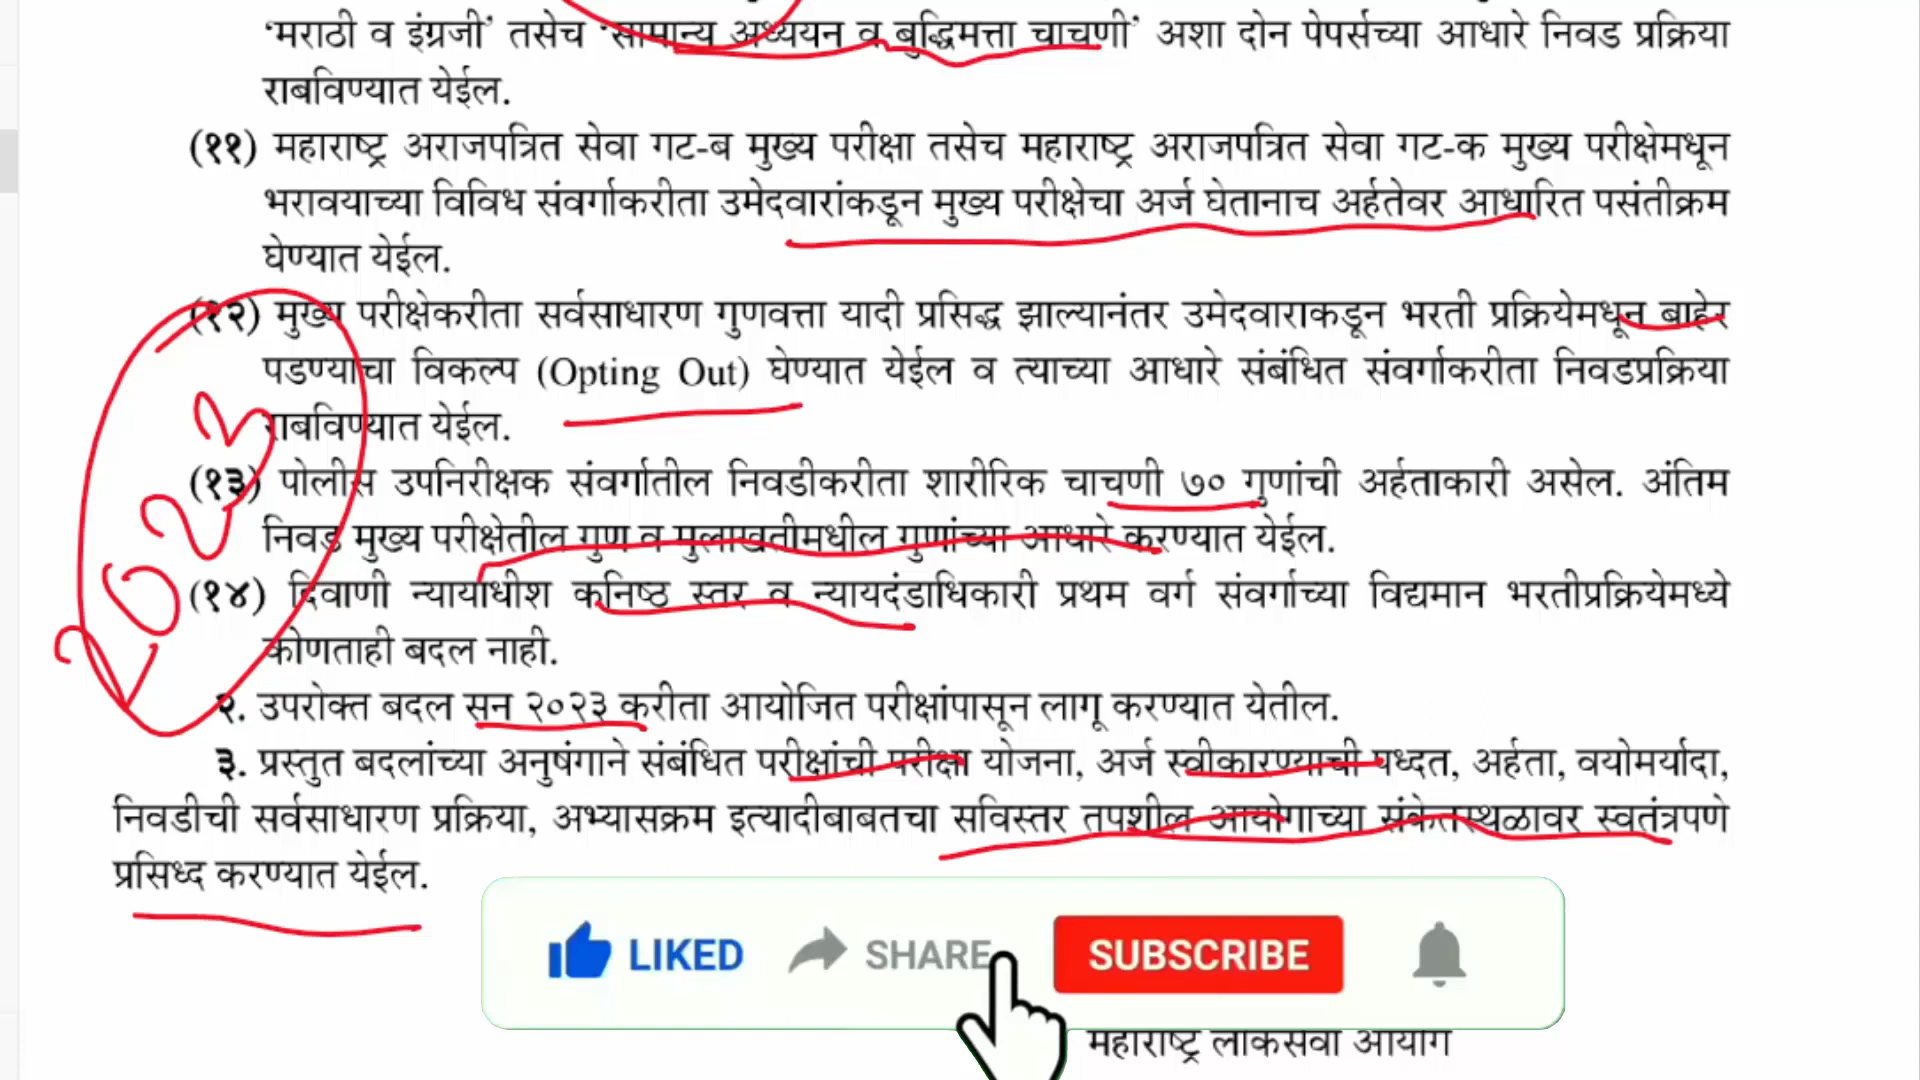 ‘मराठी व इंग्रजी’ तसेच ‘सामान्य अध्ययन व बुद्धिमत्ता चाचणी’ अशा दोन पेपर्सच्या आधारे निवड प्रक्रिया
राबविण्यात येईल.
(११) महाराष्ट्र अराजपत्रित सेवा गट-ब मुख्य परीक्षा तसेच महाराष्ट्र अराजपत्रित सेवा गट-क मुख्य परीक्षेमधून
भरावयाच्या विविध संवर्गाकरीता उमेदवारांकडून मुख्य परीक्षेचा अर्ज घेतानाच अर्हतेवर आधारित पसंतीक्रम
घेण्यात येईल.
(१२) मुख्य परीक्षेकरीता सर्वसाधारण गुणवत्ता यादी प्रसिद्ध झाल्यानंतर उमेदवाराकडून भरती प्रक्रियेमधून बाहेर
पडण्याचा विकल्प (Opting Out) घेण्यात येईल व त्याच्या आधारे संबंधित संवर्गाकरीता निवडप्रक्रिया
राबविण्यात येईल.
(१३) पोलीस उपनिरीक्षक संवर्गातील निवडीकरीता शारीरिक चाचणी ७० गुणांची अर्हताकारी असेल. अंतिम
निवड मुख्य परीक्षेतील गुण व मुलाखतीमधील गुणांच्या आधारे करण्यात येईल.
(१४) दिवाणी न्यायाधीश कनिष्ठ स्तर व न्यायदंडाधिकारी प्रथम वर्ग संवर्गाच्या विद्यमान भरतीप्रक्रियेमध्ये
कोणताही बदल नाही.
2023
२. उपरोक्त बदल सन २०२३ करीता आयोजित परीक्षांपासून लागू करण्यात येतील.
३. प्रस्तुत बदलांच्या अनुषंगाने संबंधित परीक्षांची परीक्षा योजना, अर्ज स्वीकारण्याची पध्दत, अर्हता, वयोमर्यादा,
निवडीची सर्वसाधारण प्रक्रिया, अभ्यासक्रम इत्यादीबाबतचा सविस्तर तपशील आयोगाच्या संकेतस्थळावर स्वतंत्रपणे
प्रसिध्द करण्यात येईल.
LIKED SHARE SUBSCRIBE
महाराष्ट्र लोकसेवा आयोग